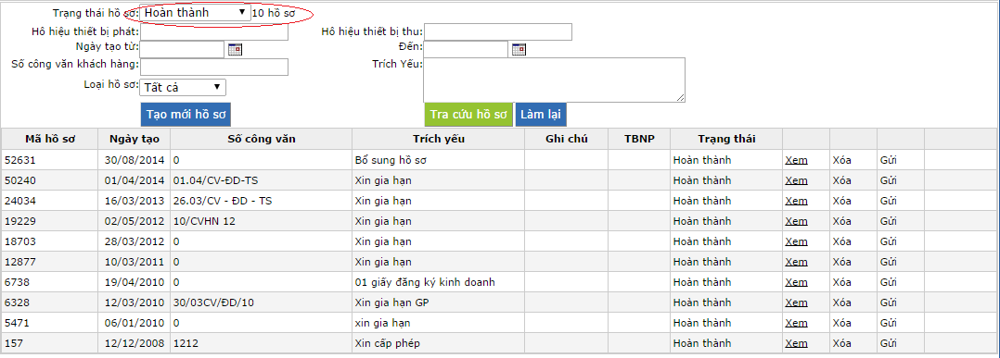 Trạng thái hồ sơ: Hoàn thành 10 hồ sơ
Hô hiệu thiết bị phát: Hô hiệu thiết bị thu:
Ngày tạo từ: Đến:
Số công văn khách hàng: Trích Yếu:
Loại hồ sơ: Tất cả
Tạo mới hồ sơ Tra cứu hồ sơ Làm lại
Mã hồ sơ Ngày tạo Số công văn Trích yếu Ghi chú TBNP Trạng thái
52631 30/08/2014 0 Bổ sung hồ sơ Hoàn thành Xem Xóa Gửi
50240 01/04/2014 01.04/CV-ĐD-TS Xin gia hạn Hoàn thành Xem Xóa Gửi
24034 16/03/2013 26.03/CV - ĐD - TS Xin gia hạn Hoàn thành Xem Xóa Gửi
19229 02/05/2012 10/CVHN 12 Xin gia hạn Hoàn thành Xem Xóa Gửi
18703 28/03/2012 0 Xin gia hạn Hoàn thành Xem Xóa Gửi
12877 10/03/2011 0 Xin gia hạn Hoàn thành Xem Xóa Gửi
6738 19/04/2010 0 01 giấy đăng ký kinh doanh Hoàn thành Xem Xóa Gửi
6328 12/03/2010 30/03CV/ĐD/10 Xin gia hạn GP Hoàn thành Xem Xóa Gửi
5471 06/01/2010 0 xin gia hạn Hoàn thành Xem Xóa Gửi
157 12/12/2008 1212 Xin cấp phép Hoàn thành Xem Xóa Gửi